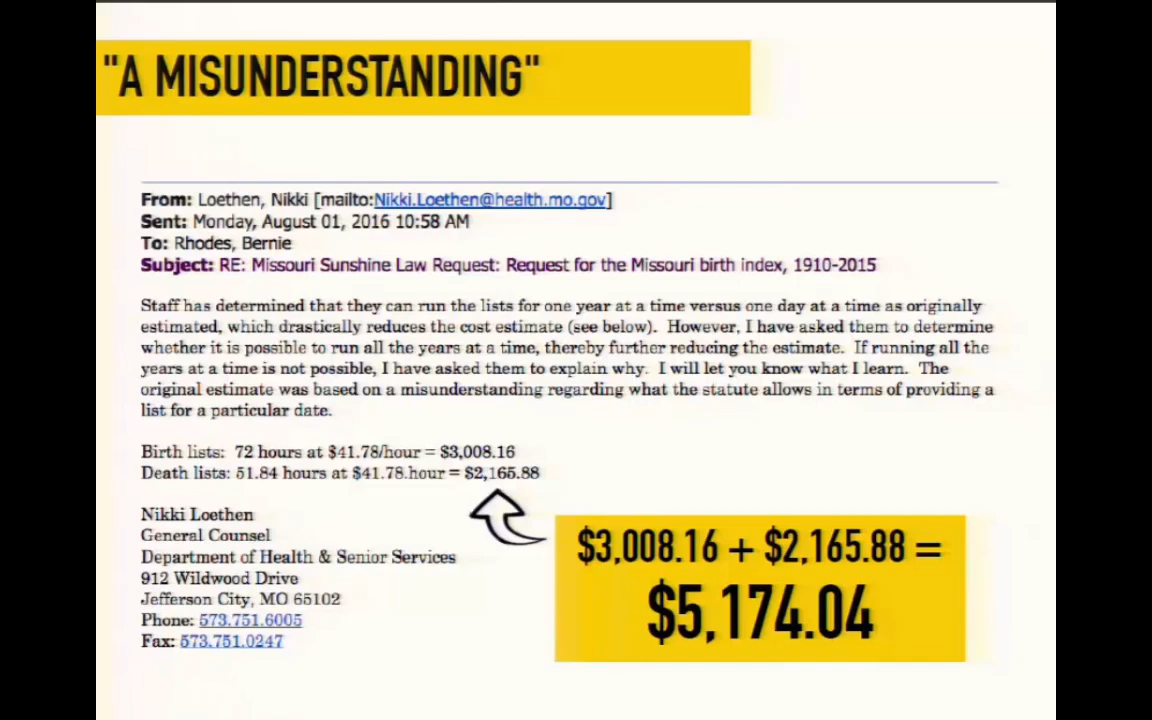 "A MISUNDERSTANDING"
From: Loethen, Nikki [mailto:Nikki.Loethen@health.mo.gov]
Sent: Monday, August 01, 2016 10:58 AM
To: Rhodes, Bernie
Subject: RE: Missouri Sunshine Law Request: Request for the Missouri birth index, 1910-2015
Staff has determined that they can run the lists for one year at a time versus one day at a time as originally
estimated, which drastically reduces the cost estimate (see below).  However, I have asked them to determine
whether it is possible to run all the years at a time, thereby further reducing the estimate.  If running all the
years at a time is not possible, I have asked them to explain why.  I will let you know what I learn.  The
original estimate was based on a misunderstanding regarding what the statute allows in terms of providing a
list for a particular date.
Birth lists:  72 hours at $41.78/hour = $3,008.16
Death lists: 51.84 hours at $41.78.hour = $2,165.88
Nikki Loethen
General Counsel
Department of Health & Senior Services
912 Wildwood Drive
Jefferson City, MO 65102
Phone: 573.751.6005
Fax: 573.751.0247
$3,008.16 + $2,165.88 =
$5,174.04